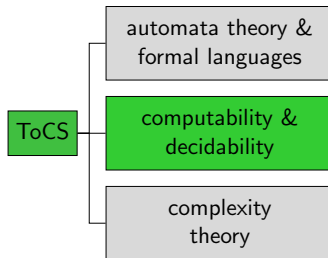 automata theory &
formal languages
ToCS
computability &
decidability
complexity
theory